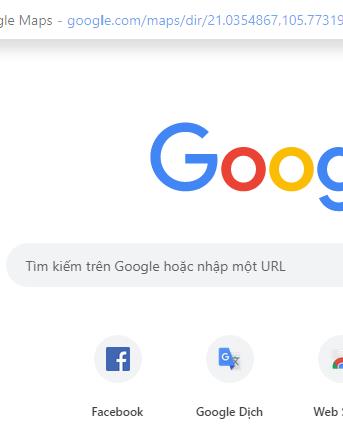 gle Maps - google.com/maps/dir/21.0354867,105.77319
Goog
Tìm kiếm trên Google hoặc nhập một URL
Facebook
Google Dịch
Web S